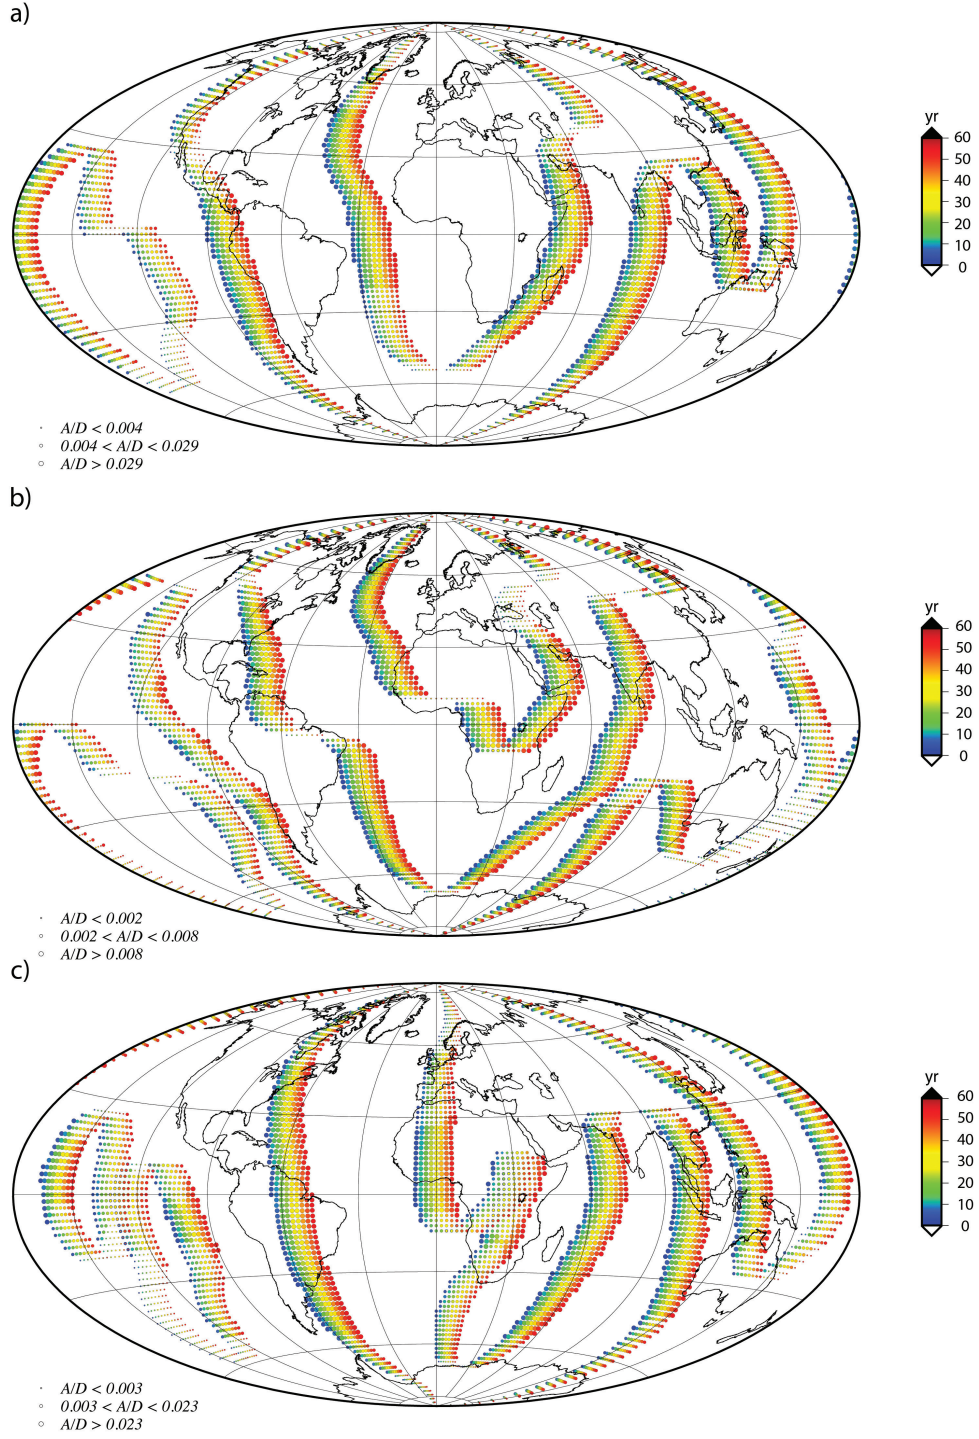 a)
yr
60
50
40
30
20
10
0
A/D < 0.004
0.004 < A/D < 0.029
A/D > 0.029
b)
yr
60
50
40
30
20
10
0
A/D < 0.002
0.002 < A/D < 0.008
A/D > 0.008
c)
yr
60
50
40
30
20
10
0
A/D < 0.003
0.003 < A/D < 0.023
A/D > 0.023